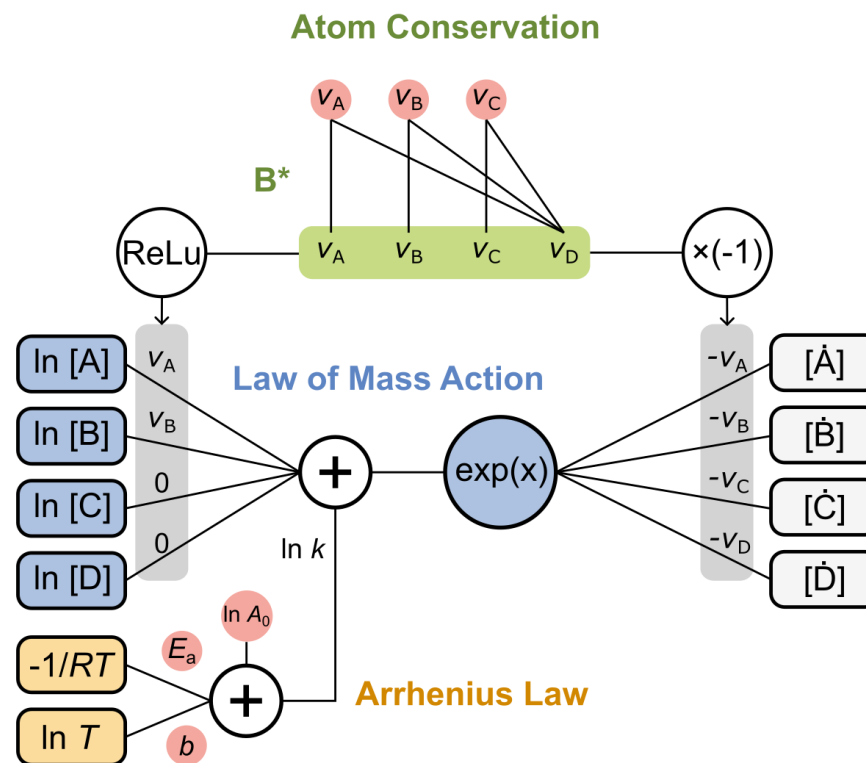 Atom Conservation
νA νB νC
B*
ReLu
νA νB νC νD
×(-1)
ln [A]
νA
Law of Mass Action
-νA
[Ȧ]
ln [B]
νB
+
exp(x)
-νB
[Ḃ]
ln [C]
0
-νC
[Ċ]
ln [D]
0
ln k
-νD
[Ḋ]
ln A0
-1/RT
Ea
+
Arrhenius Law
ln T
b